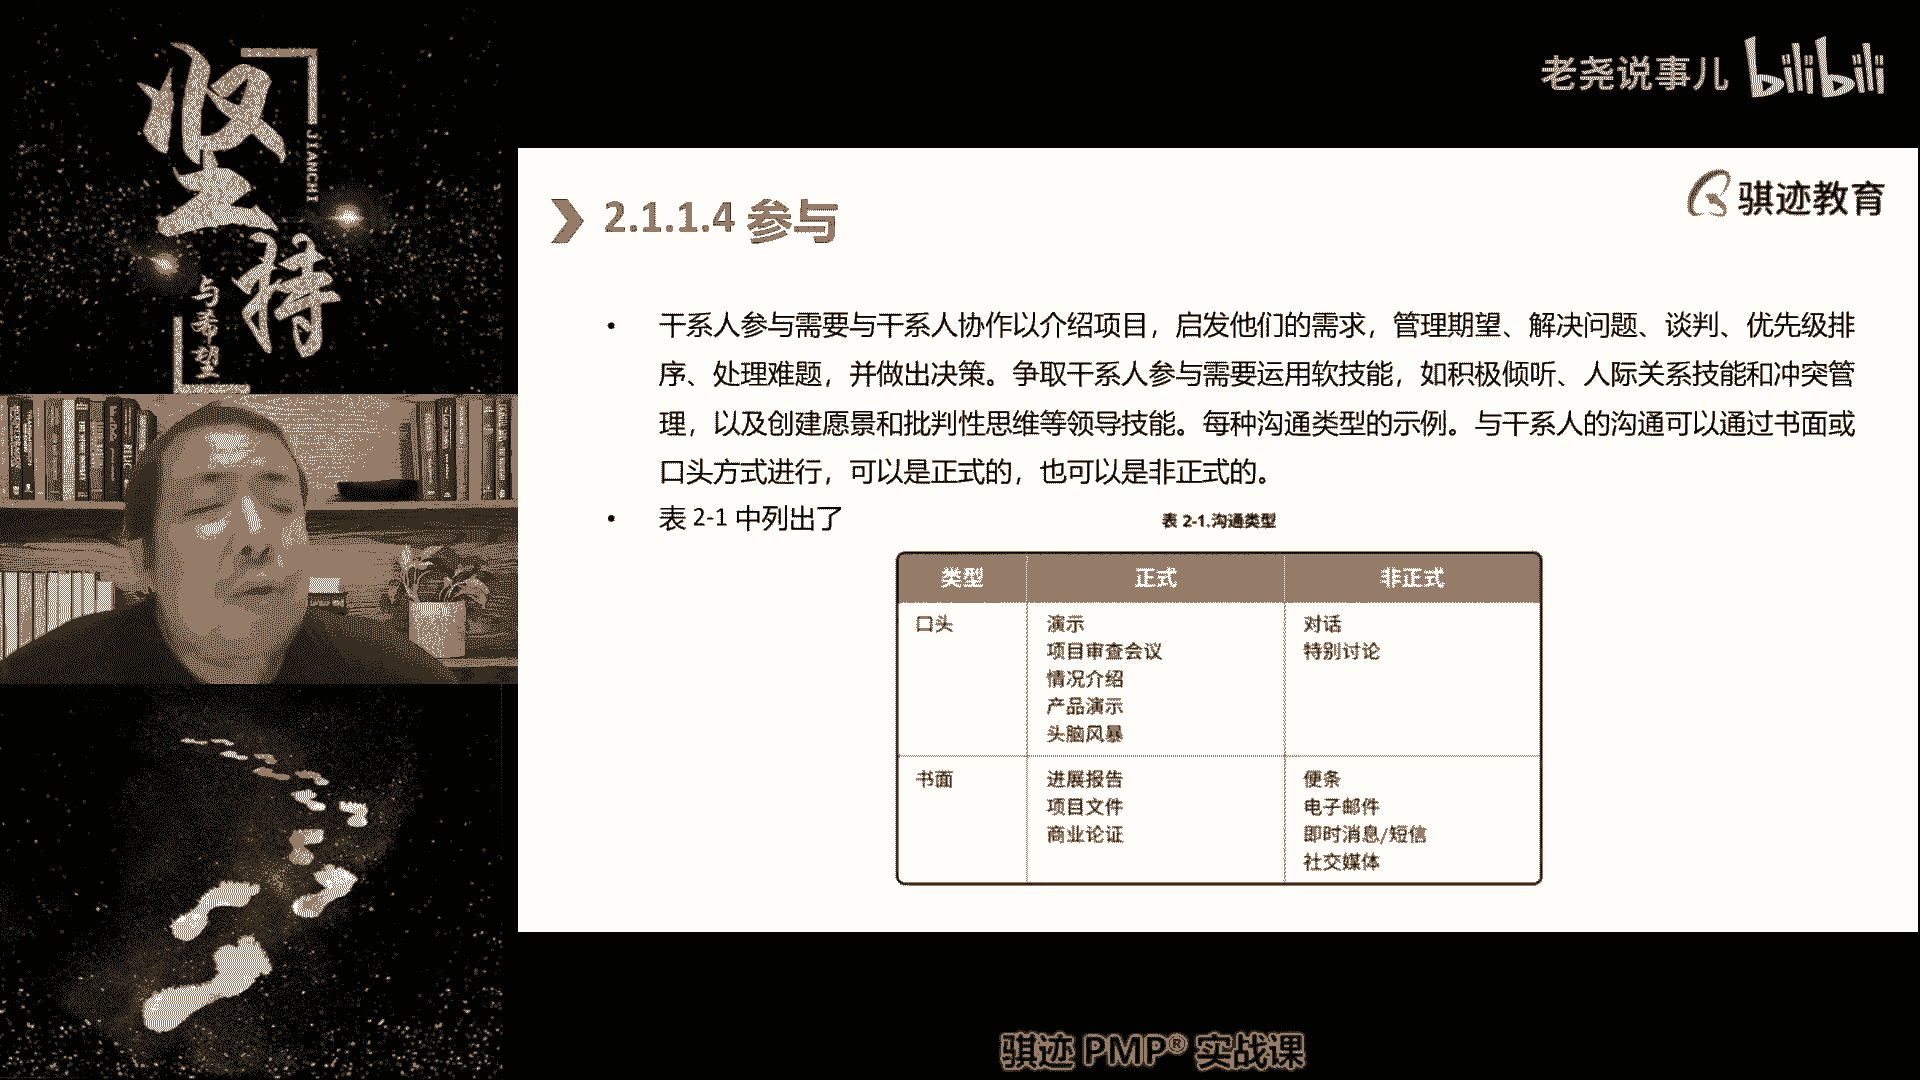 坚持
JIANCHI
与希望
老尧说事儿 bilibili
骐迹教育
2.1.1.4 参与
• 干系人参与需要与干系人协作以介绍项目，启发他们的需求，管理期望、解决问题、谈判、优先级排
序、处理难题，并做出决策。争取干系人参与需要运用软技能，如积极倾听、人际关系技能和冲突管
理，以及创建愿景和批判性思维等领导技能。每种沟通类型的示例。与干系人的沟通可以通过书面或
口头方式进行，可以是正式的，也可以是非正式的。
• 表 2-1 中列出了
表 2-1.沟通类型
类型 正式 非正式
口头 演示 对话
项目审查会议 特别讨论
情况介绍
产品演示
头脑风暴
书面 进展报告 便条
项目文件 电子邮件
商业论证 即时消息/短信
社交媒体
骐迹 PMP® 实战课